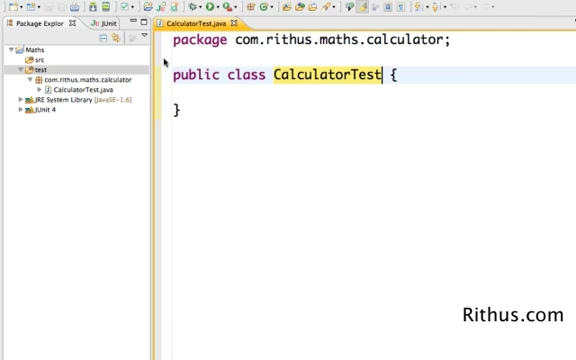 Package Explor
JUnit
CalculatorTest.java
Maths
src
test
com.rithus.maths.calculator
CalculatorTest.java
JRE System Library [JavaSE-1.6]
JUnit 4
package com.rithus.maths.calculator;
public class CalculatorTest {
}
Rithus.com